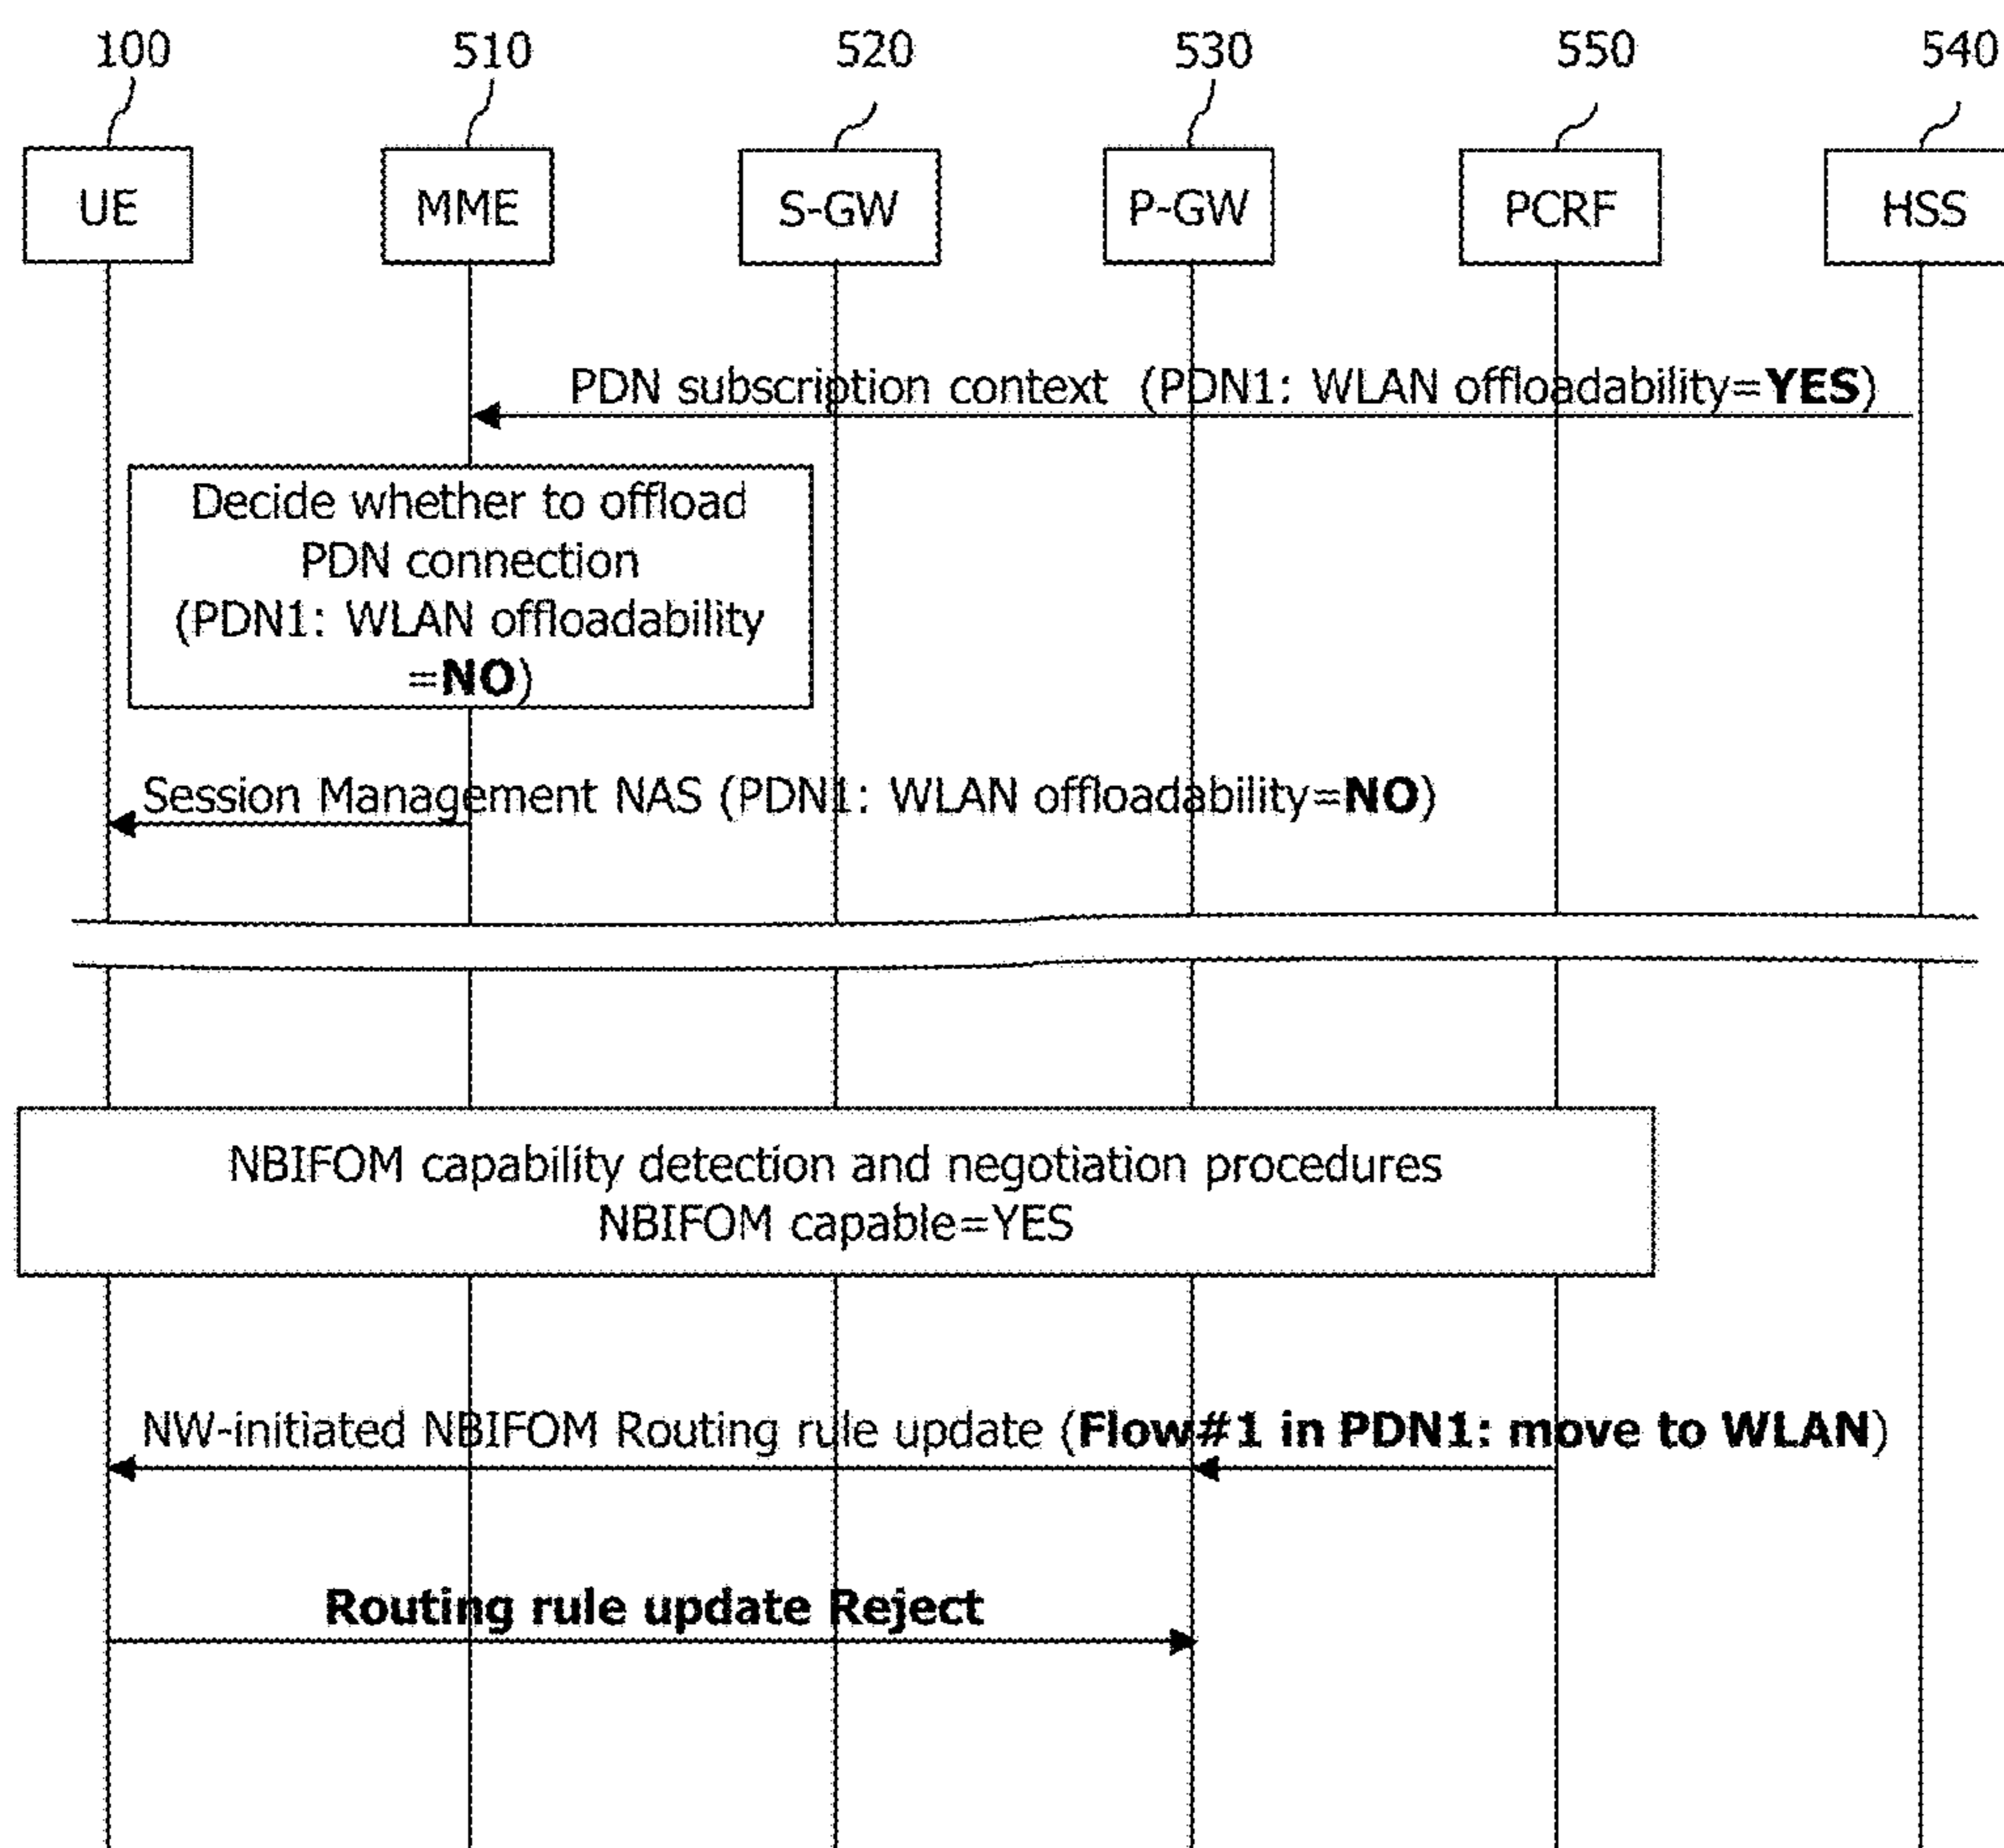 100 510 520 530 550 540
UE MME S-GW P-GW PCRF HSS
PDN subscription context (PDN1: WLAN offloadability=YES)
Decide whether to offload
PDN connection
(PDN1: WLAN offloadability
=NO)
Session Management NAS (PDN1: WLAN offloadability=NO)
NBIFOM capability detection and negotiation procedures
NBIFOM capable=YES
NW-initiated NBIFOM Routing rule update (Flow#1 in PDN1: move to WLAN)
Routing rule update Reject